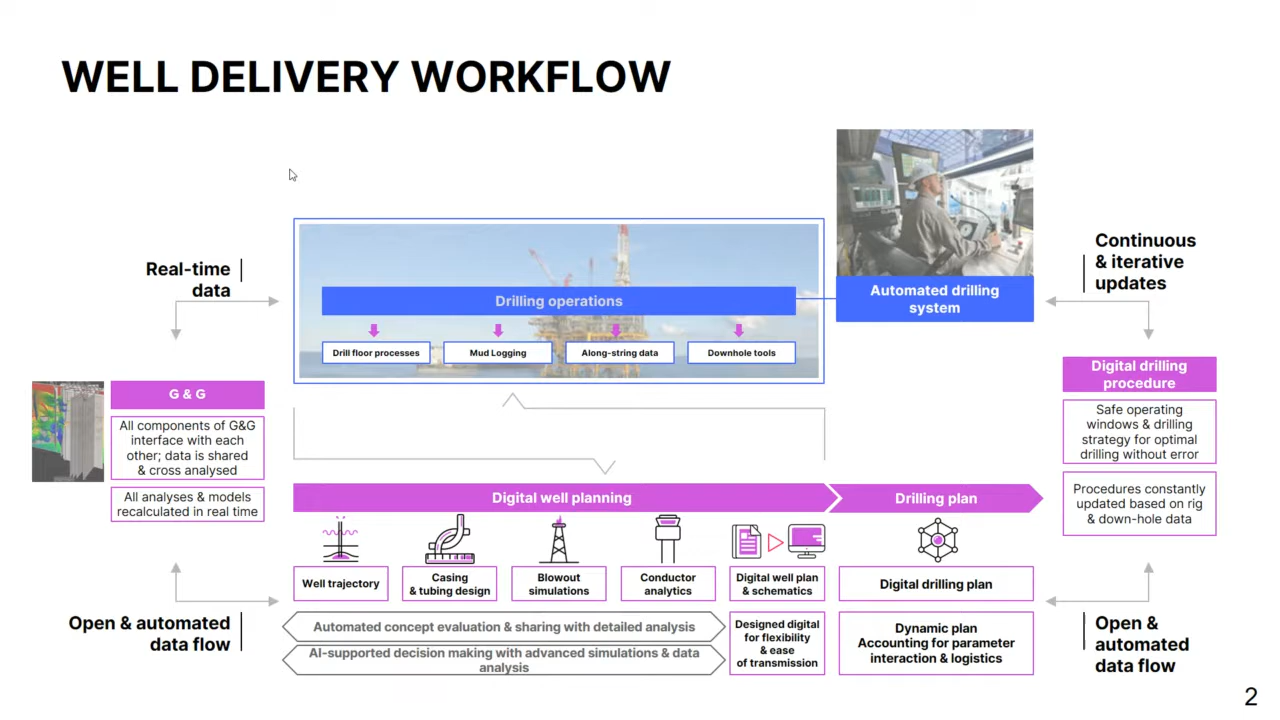 WELL DELIVERY WORKFLOW
Real-time
data
Drilling operations
Drill floor processes
Mud Logging
Along-string data
Downhole tools
Automated drilling
system
Continuous
& iterative
updates
G & G
All components of G&G
interface with each
other; data is shared
& cross analysed
All analyses & models
recalculated in real time
Digital drilling
procedure
Safe operating
windows & drilling
strategy for optimal
drilling without error
Procedures constantly
updated based on rig
& down-hole data
Digital well planning
Drilling plan
Well trajectory
Casing
& tubing design
Blowout
simulations
Conductor
analytics
Digital well plan
& schematics
Digital drilling plan
Open & automated
data flow
Automated concept evaluation & sharing with detailed analysis
AI-supported decision making with advanced simulations & data
analysis
Designed digital
for flexibility
& ease
of transmission
Dynamic plan
Accounting for parameter
interaction & logistics
Open &
automated
data flow
2